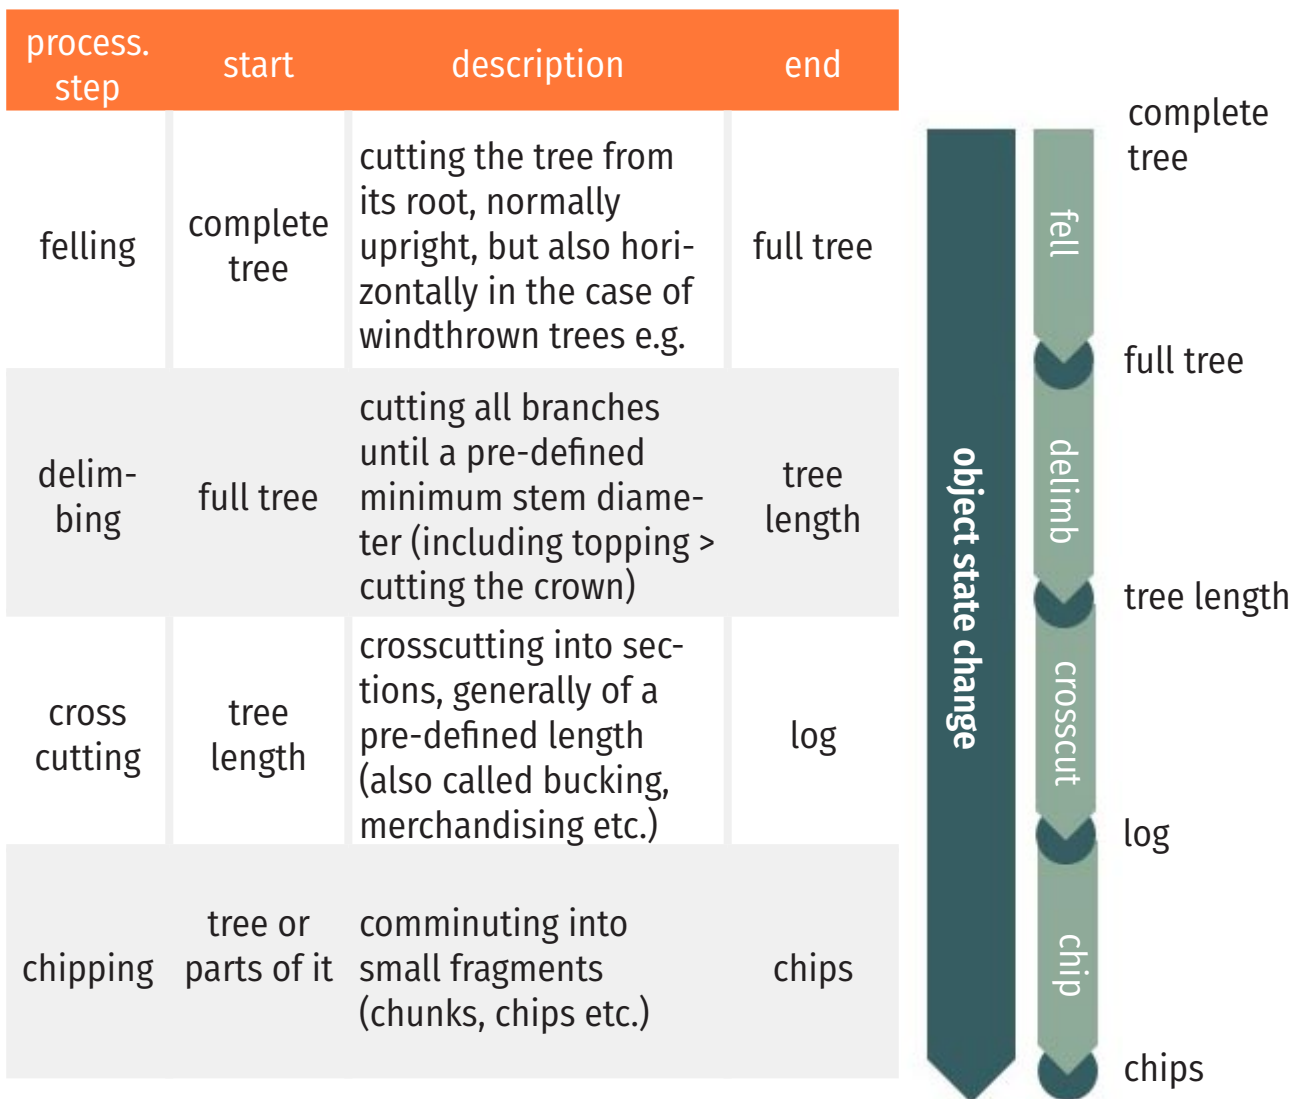 process.
step
start
description
end
felling
complete
tree
cutting the tree from
its root, normally
upright, but also hori-
zontally in the case of
windthrown trees e.g.
full tree
delim-
bing
full tree
cutting all branches
until a pre-defined
minimum stem diame-
ter (including topping >
cutting the crown)
tree
length
cross
cutting
tree
length
crosscutting into sec-
tions, generally of a
pre-defined length
(also called bucking,
merchandising etc.)
log
chipping
tree or
parts of it
comminuting into
small fragments
(chunks, chips etc.)
chips
object state change
complete
tree
fell
full tree
delimb
tree length
crosscut
log
chip
chips